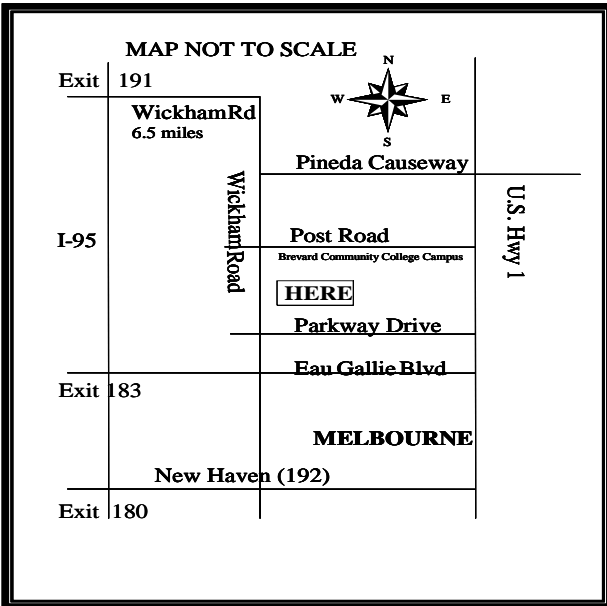 MAP NOT TO SCALE
N
Exit 191
W E
WickhamRd
6.5 miles
S
Pineda Causeway
Wickham Road
U.S. Hwy 1
I-95
Post Road
Brevard Community College Campus
HERE
Parkway Drive
Eau Gallie Blvd
Exit 183
MELBOURNE
New Haven (192)
Exit 180